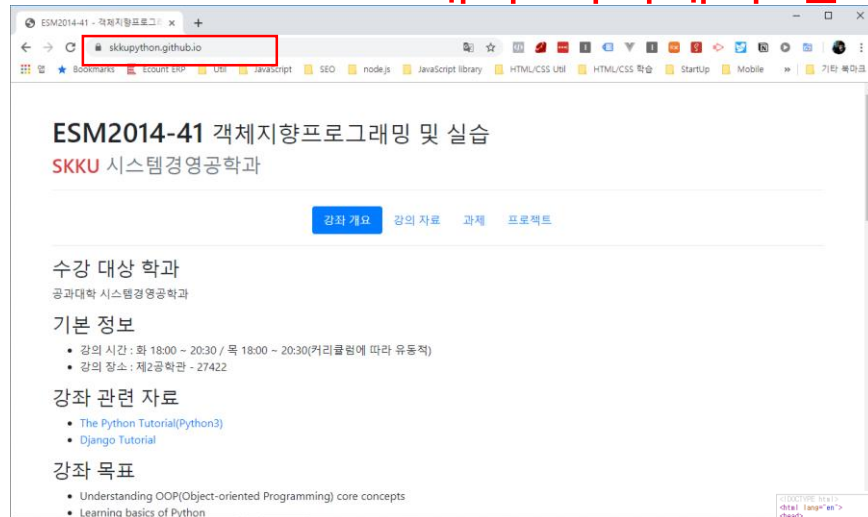 ESM2014-41 - 객체지향프로그래
skkupython.github.io
앱 Bookmarks Ecount ERP Util JavaScript SEO node.js JavaScript library HTML/CSS Util HTML/CSS 학습 StartUp Mobile » 기타 북마크
ESM2014-41 객체지향프로그래밍 및 실습
SKKU 시스템경영공학과
강좌 개요 강의 자료 과제 프로젝트
수강 대상 학과
공과대학 시스템경영공학과
기본 정보
강의 시간 : 화 18:00 ~ 20:30 / 목 18:00 ~ 20:30(커리큘럼에 따라 유동적)
강의 장소 : 제2공학관 - 27422
강좌 관련 자료
The Python Tutorial(Python3)
Django Tutorial
강좌 목표
Understanding OOP(Object-oriented Programming) core concepts
Learning basics of Python
<!DOCTYPE html>
<html lang="en">
<head>